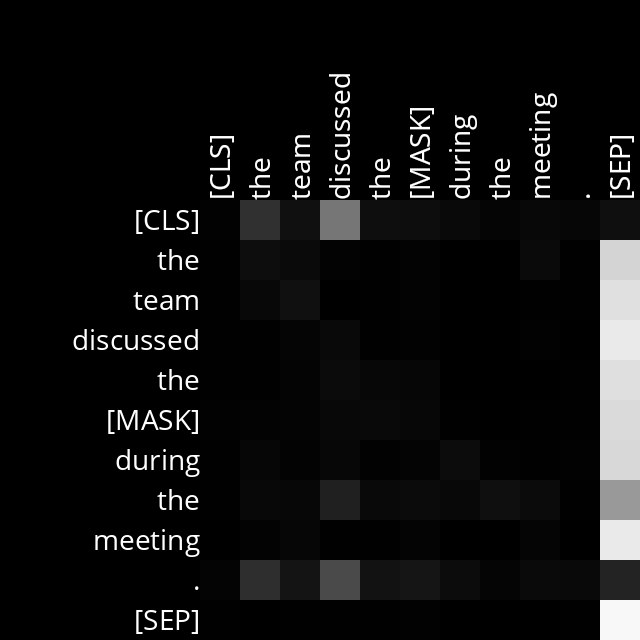 [CLS]
the
team
discussed
the
[MASK]
during
the
meeting
.
[SEP]
[CLS]
the
team
discussed
the
[MASK]
during
the
meeting
.
[SEP]